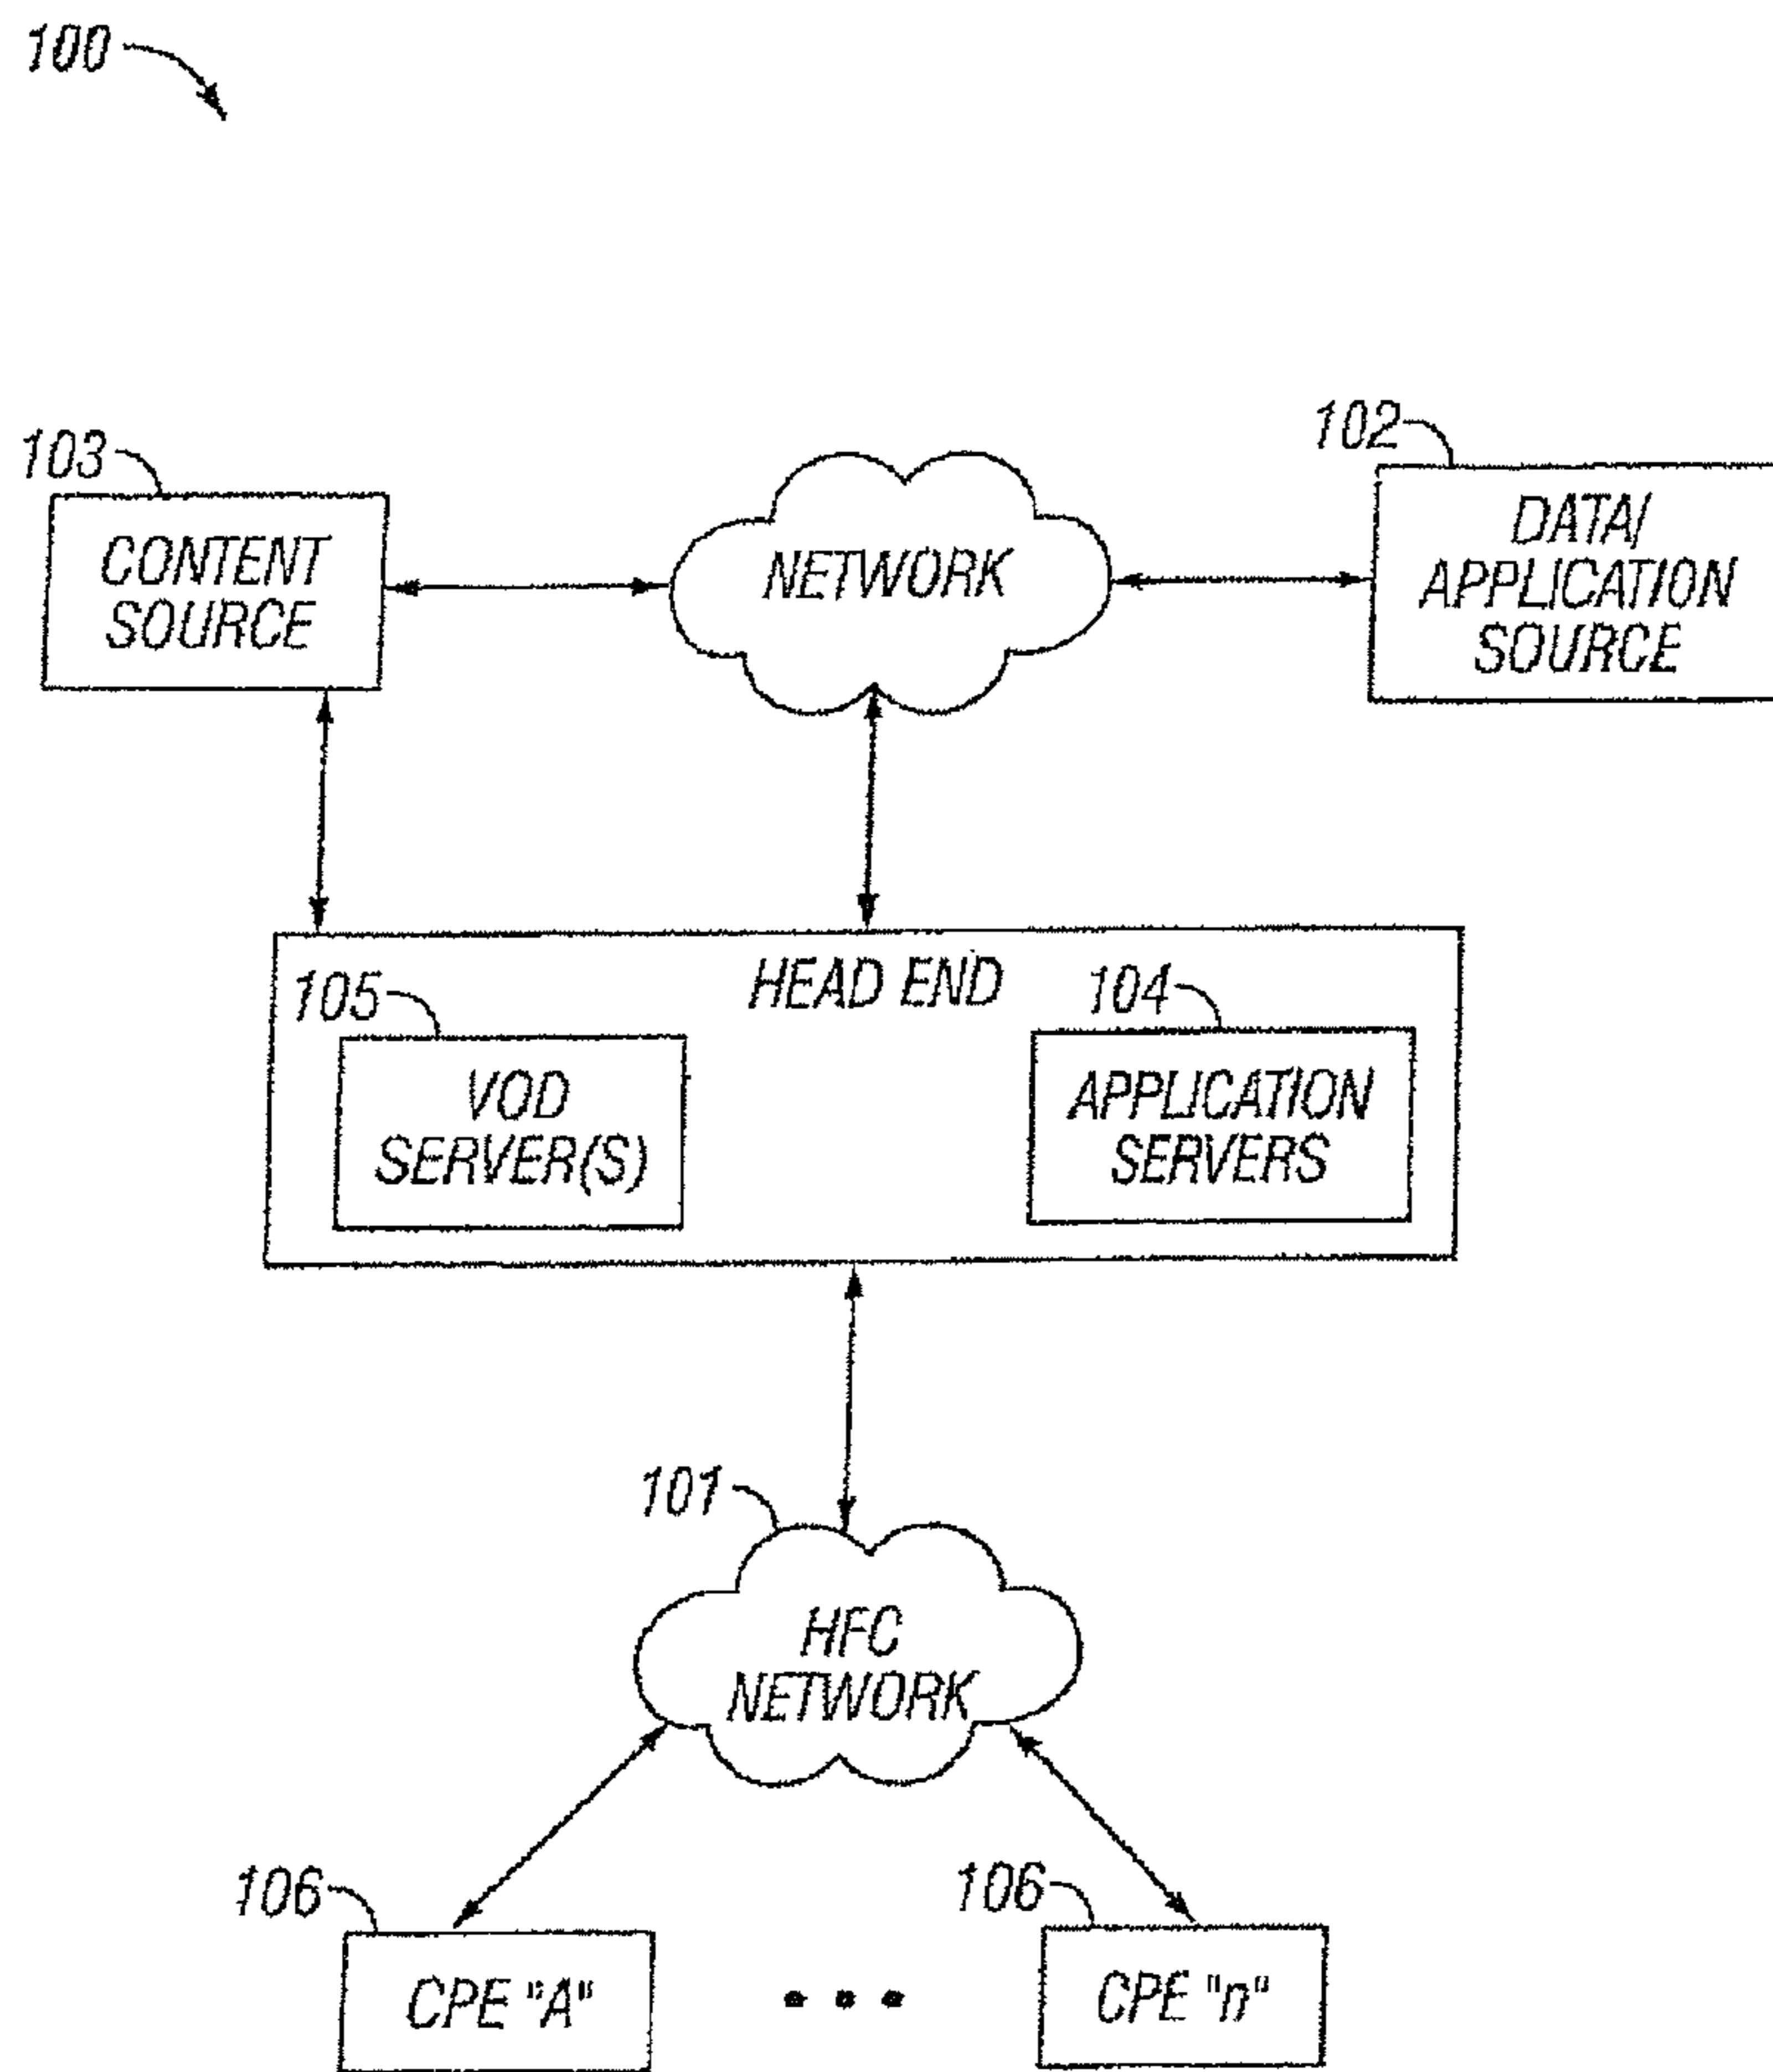 100
103
102
CONTENT
SOURCE
NETWORK
DATA/
APPLICATION
SOURCE
HEAD END
105
104
VOD
SERVER(S)
APPLICATION
SERVERS
101
HFC
NETWORK
106
106
CPE "A"
CPE "n"